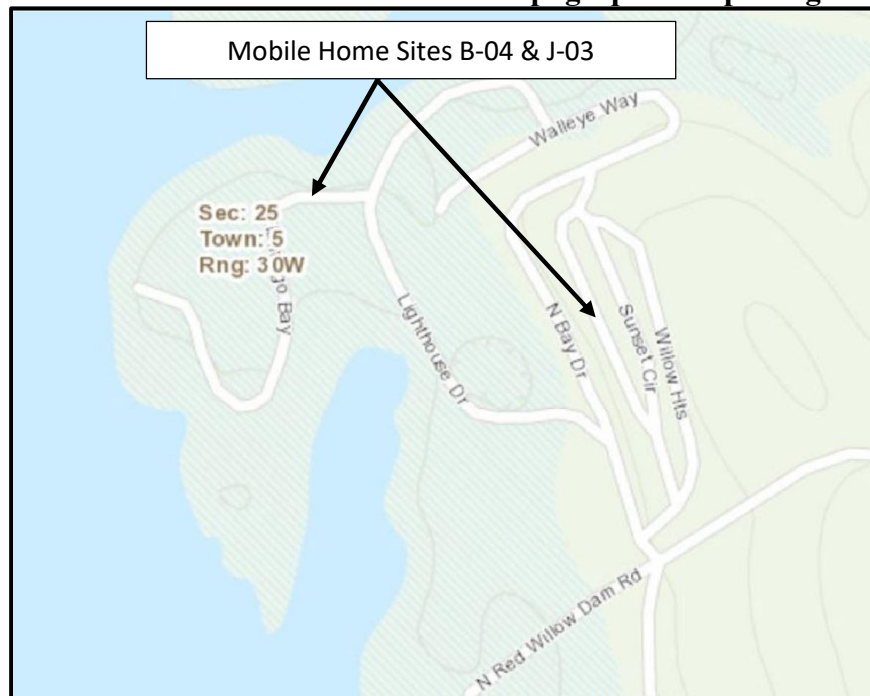 Mobile Home Sites B-04 & J-03
Walleye Way
Sec: 25
Town: 5
Rng: 30W
Bay
Lighthouse Dr
N Bay Dr
Sunset Cir
Willow Hts
N Red Willow Dam Rd